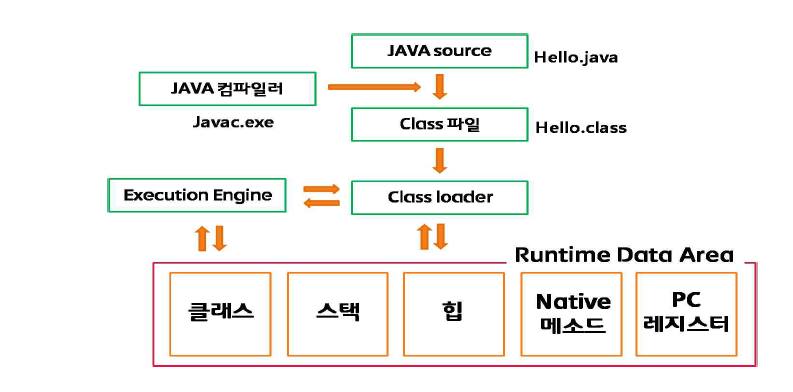 JAVA source
Hello.java
JAVA 컴파일러
Javac.exe
Class 파일
Hello.class
Execution Engine
Class loader
Runtime Data Area
클래스
스택
힙
Native
메소드
PC
레지스터